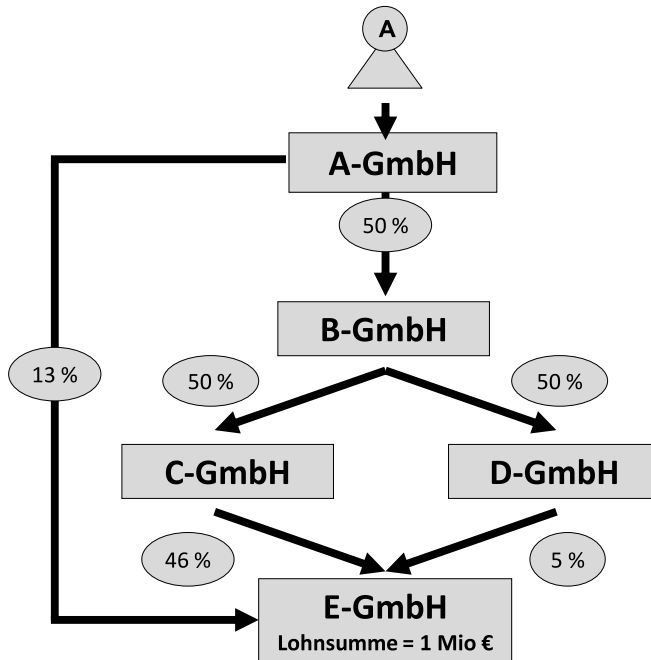 A
A-GmbH
50 %
B-GmbH
13 %
50 %
50 %
C-GmbH
D-GmbH
46 %
5 %
E-GmbH
Lohnsumme = 1 Mio €